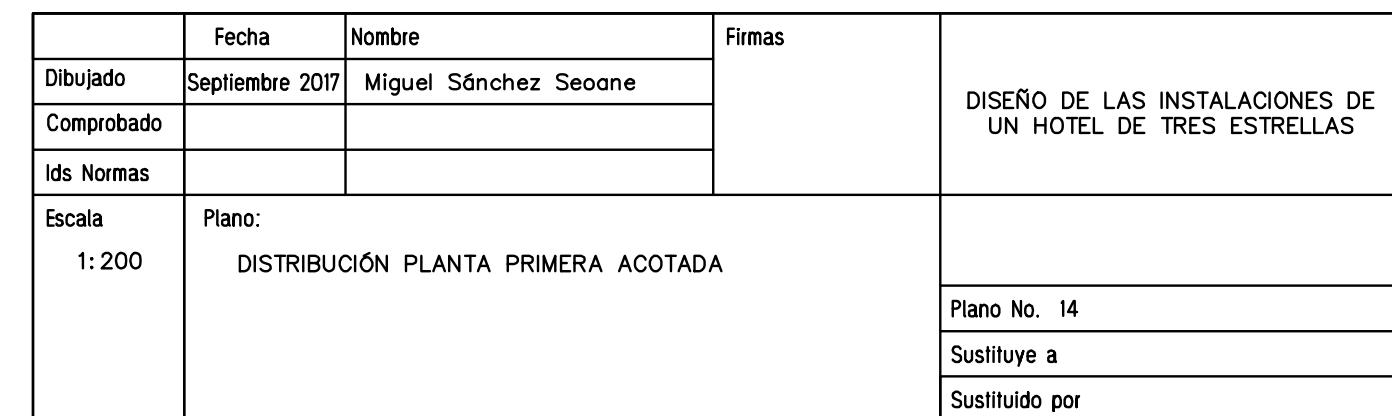 Fecha Nombre Firmas
Dibujado Septiembre 2017 Miguel Sánchez Seoane
Comprobado
Ids Normas
DISEÑO DE LAS INSTALACIONES DE
UN HOTEL DE TRES ESTRELLAS
Escala Plano:
1:200 DISTRIBUCIÓN PLANTA PRIMERA ACOTADA
Plano No. 14
Sustituye a
Sustituido por